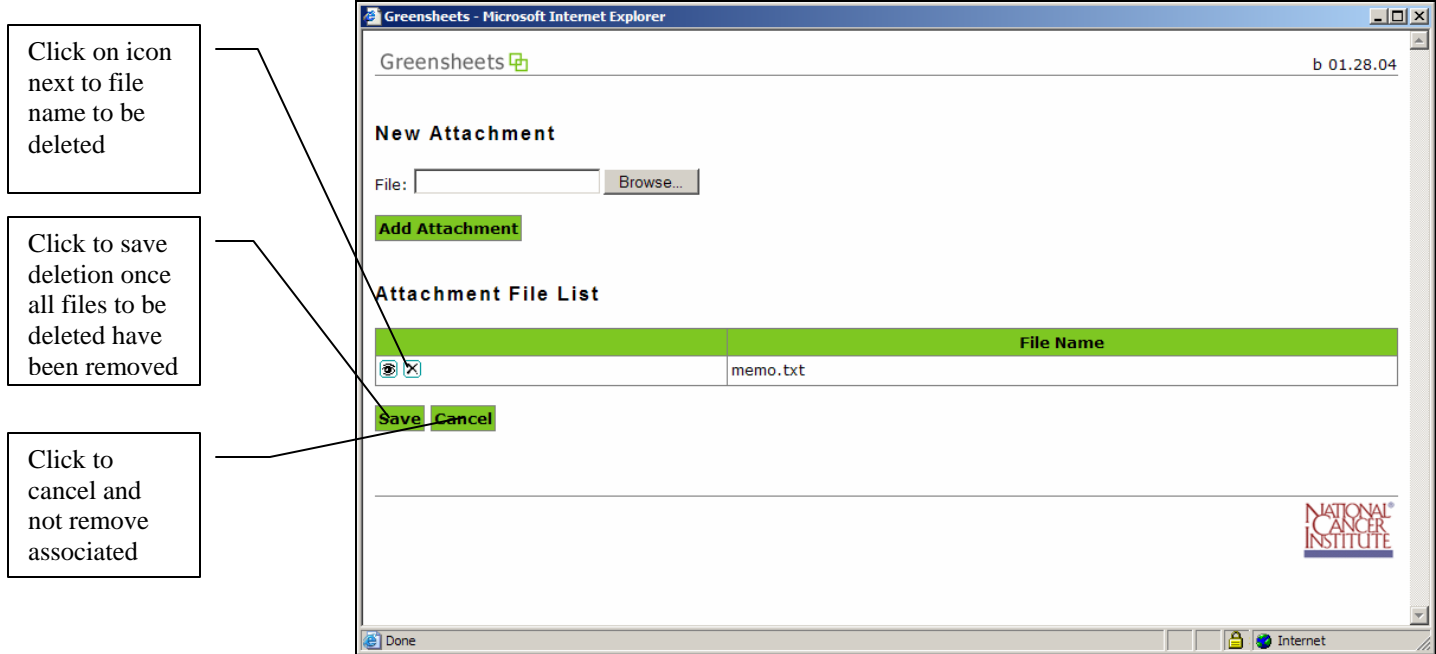 Click on icon
next to file
name to be
deleted
Click to save
deletion once
all files to be
deleted have
been removed
Click to
cancel and
not remove
associated
Greensheets - Microsoft Internet Explorer
Greensheets
b 01.28.04
New Attachment
File:
Browse...
Add Attachment
Attachment File List
File Name
memo.txt
Save Cancel
NATIONAL
CANCER
INSTITUTE
Done
Internet